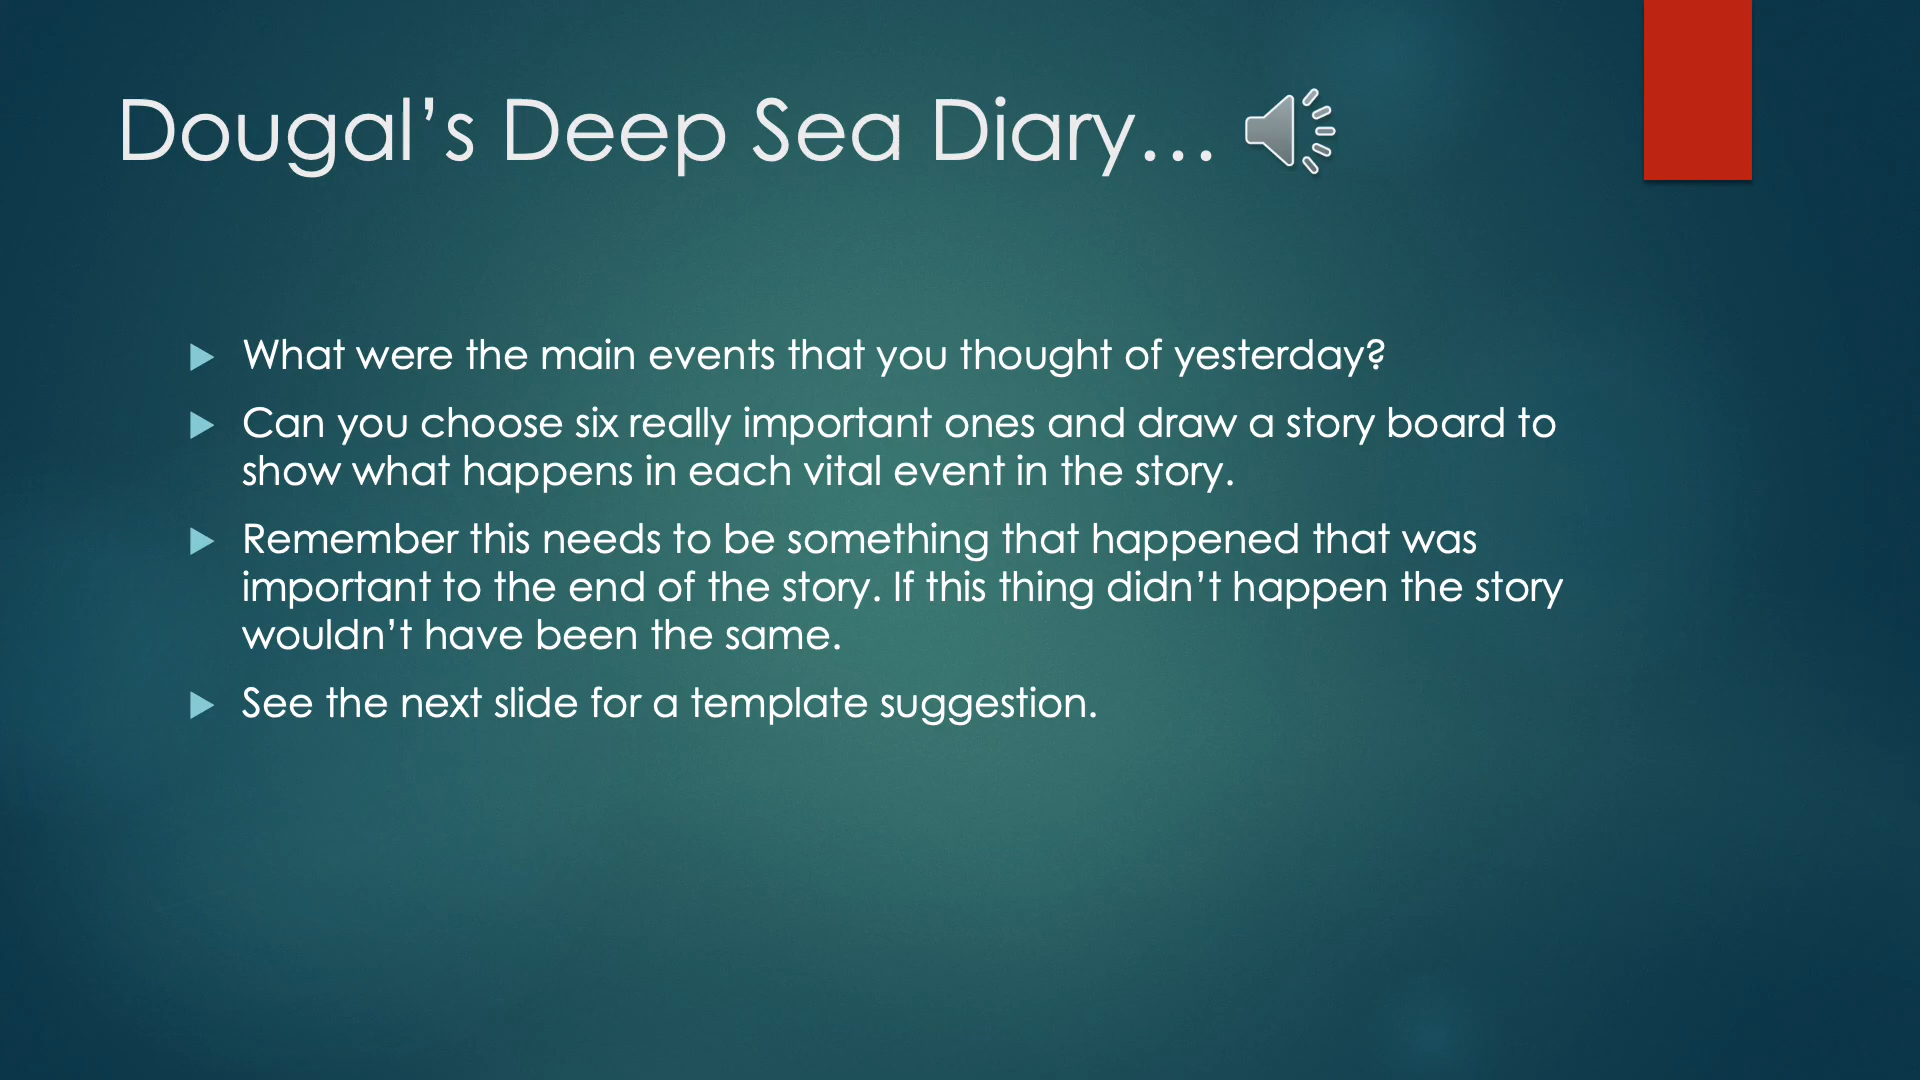 Dougal’s Deep Sea Diary…
What were the main events that you thought of yesterday?
Can you choose six really important ones and draw a story board to
show what happens in each vital event in the story.
Remember this needs to be something that happened that was
important to the end of the story. If this thing didn’t happen the story
wouldn’t have been the same.
See the next slide for a template suggestion.